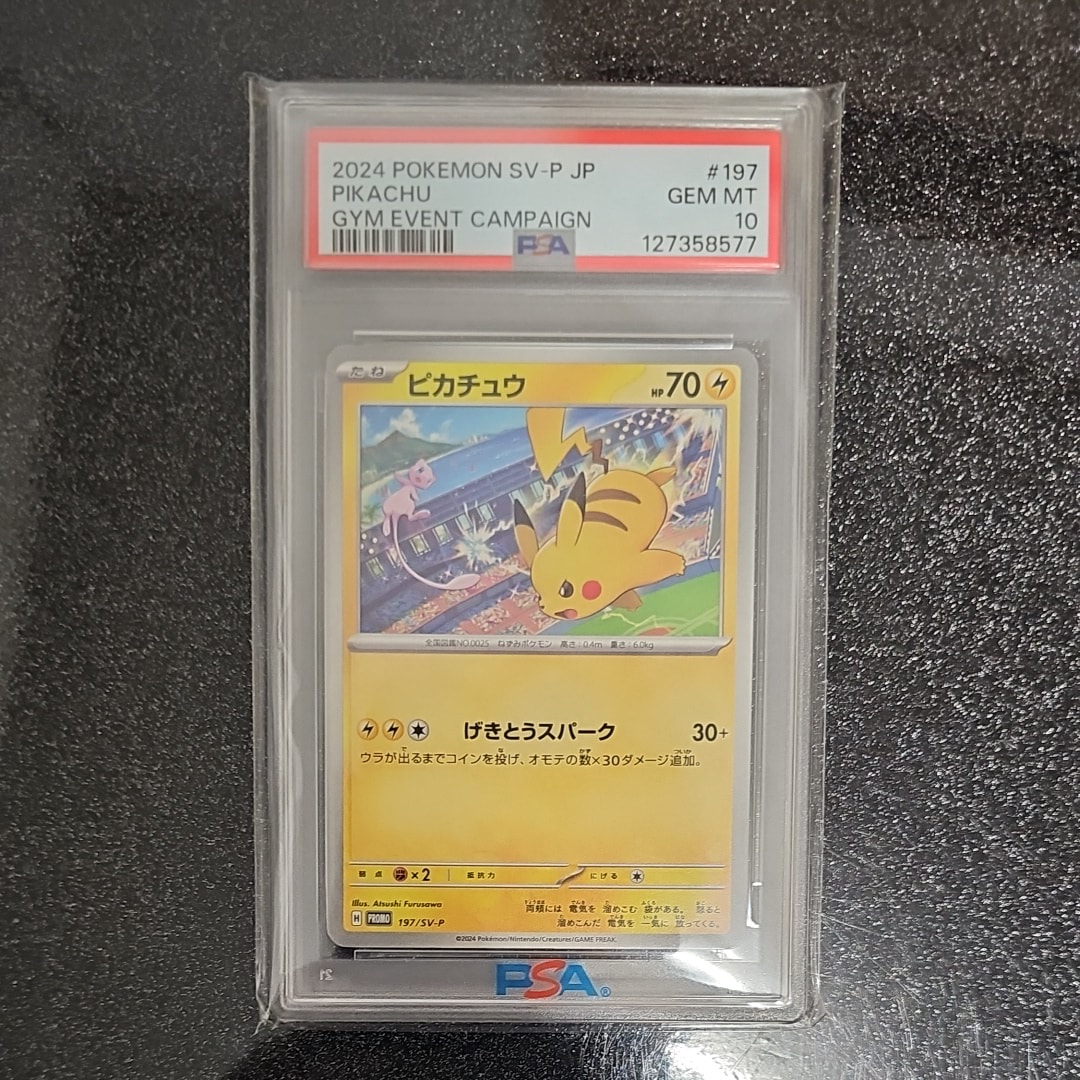 2024 POKEMON SV-P JP #197
PIKACHU GEM MT
GYM EVENT CAMPAIGN 10
PSA 127358577
たね ピカチュウ HP70
全国図鑑NO.0025 ねずみポケモン 高さ:0.4m 重さ:6.0kg
げきとうスパーク 30+
ウラが出るまでコインを投げ、オモテの数×30ダメージ追加。
弱点 ×2 抵抗力 にげる
Illus. Atsushi Furusawa
両頬には 電気を 溜めこむ 袋がある。 怒ると
H PROMO 197/SV-P
溜めこんだ 電気を 一気に 放ってくる。
©2024 Pokémon/Nintendo/Creatures/GAME FREAK.
PSA®